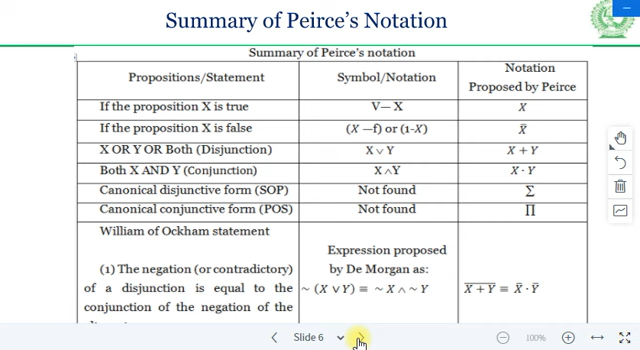 Summary of Peirce's Notation
Summary of Peirce's notation
Propositions/Statement Symbol/Notation Notation Proposed by Peirce
If the proposition X is true V— X X
If the proposition X is false (X —f) or (1-X) X̄
X OR Y OR Both (Disjunction) X ∨ Y X + Y
Both X AND Y (Conjunction) X ∧Y X · Y
Canonical disjunctive form (SOP) Not found Σ
Canonical conjunctive form (POS) Not found ∏
William of Ockham statement
(1) The negation (or contradictory)
of a disjunction is equal to the
conjunction of the negation of the
Expression proposed
by De Morgan as:
~ (X ∨ Y) ≡ ~ X ∧ ~ Y
X̅ ̅+̅ ̅Y̅ ≡ X̄ · Ȳ
Slide 6
100%